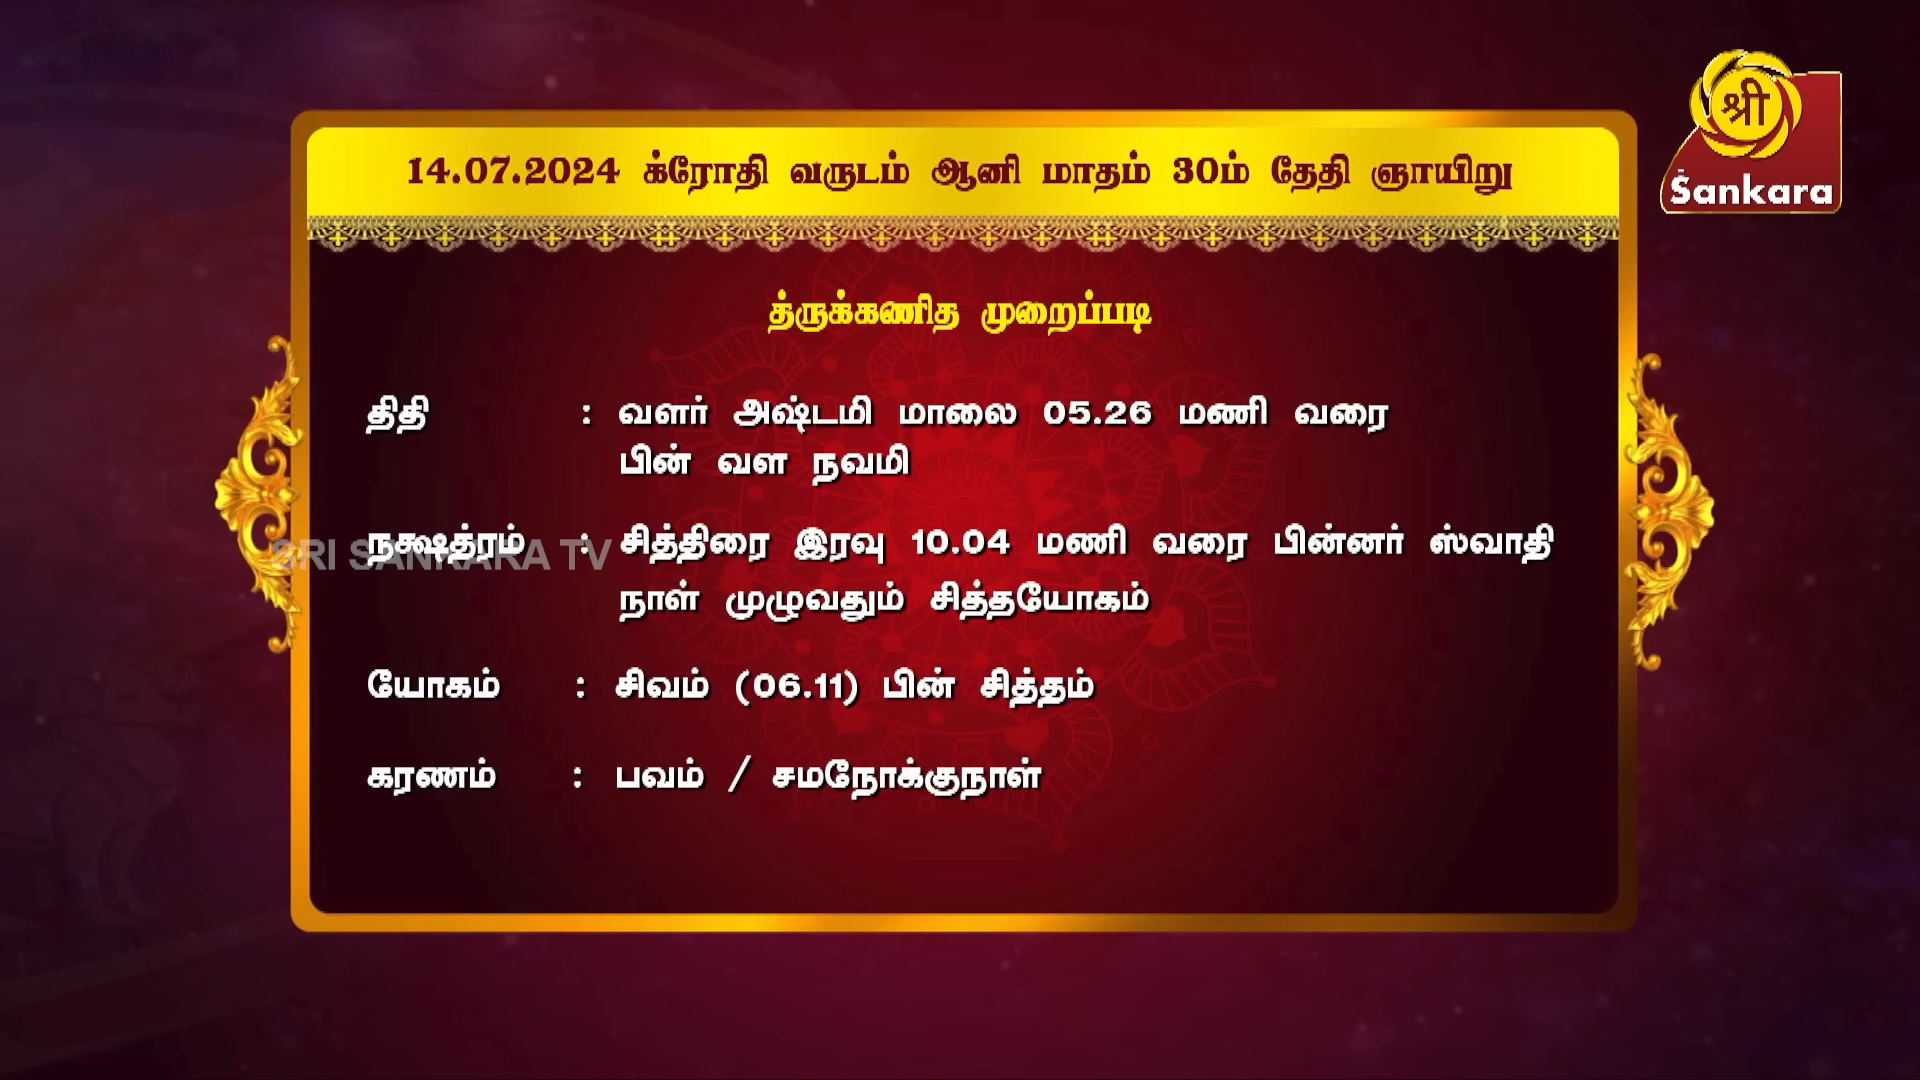 14.07.2024 க்ரோதி வருடம் ஆனி மாதம் 30ம் தேதி ஞாயிறு
ஸ்ரீ
Sankara
த்ருக்கணித முறைப்படி
திதி : வளர் அஷ்டமி மாலை 05.26 மணி வரை
பின் வள நவமி
நக்ஷத்ரம் : சித்திரை இரவு 10.04 மணி வரை பின்னர் ஸ்வாதி
SRI SANKARA TV
நாள் முழுவதும் சித்தயோகம்
யோகம் : சிவம் (06.11) பின் சித்தம்
கரணம் : பவம் / சமநோக்குநாள்